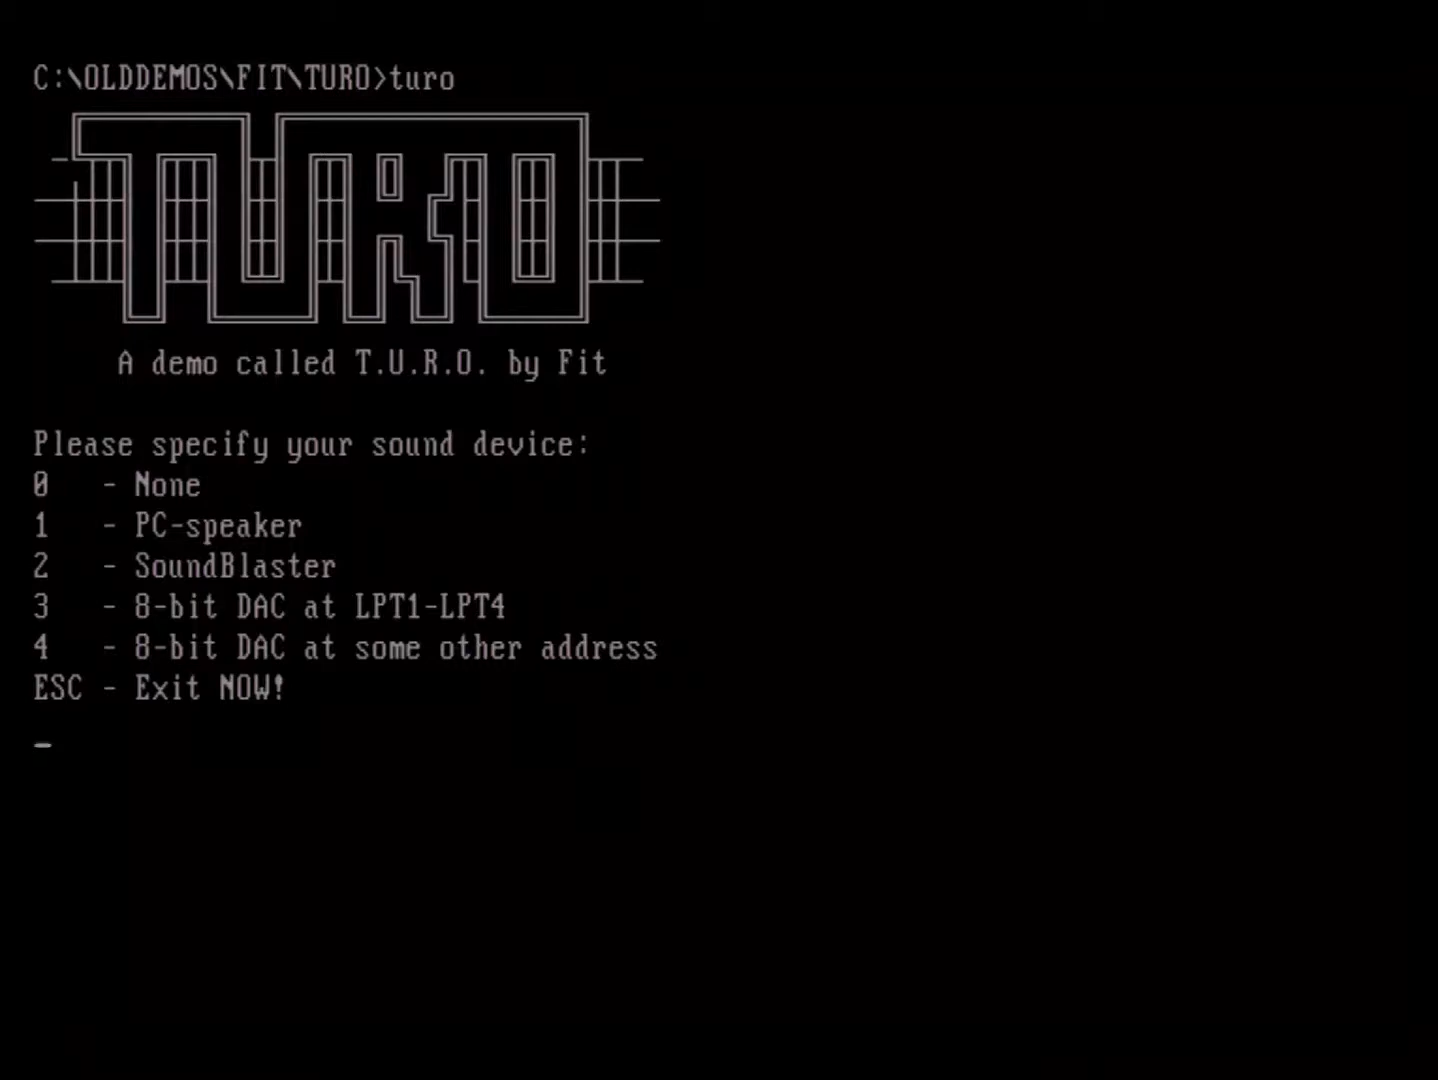 C:\OLDDEMOS\FIT\TURO>turo
TURO
A demo called T.U.R.O. by Fit
Please specify your sound device:
0 - None
1 - PC-speaker
2 - SoundBlaster
3 - 8-bit DAC at LPT1-LPT4
4 - 8-bit DAC at some other address
ESC - Exit NOW!